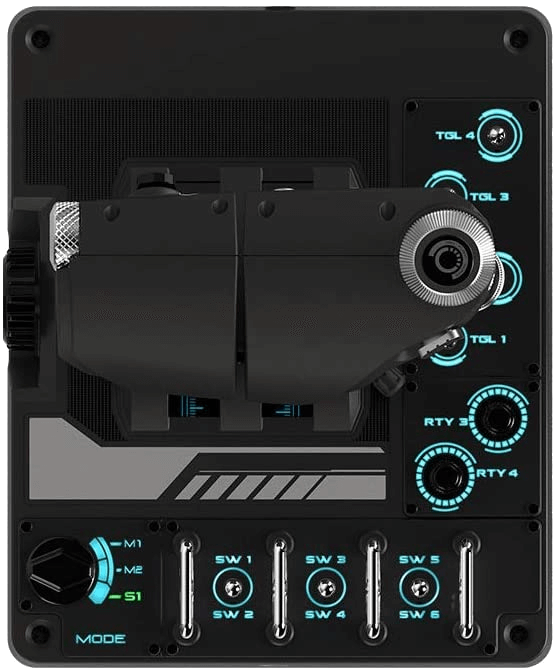 TGL 4
TGL 3
TGL 1
RTY 3
RTY 4
M1
M2
S1
MODE
SW 1 SW 3 SW 5
SW 2 SW 4 SW 6